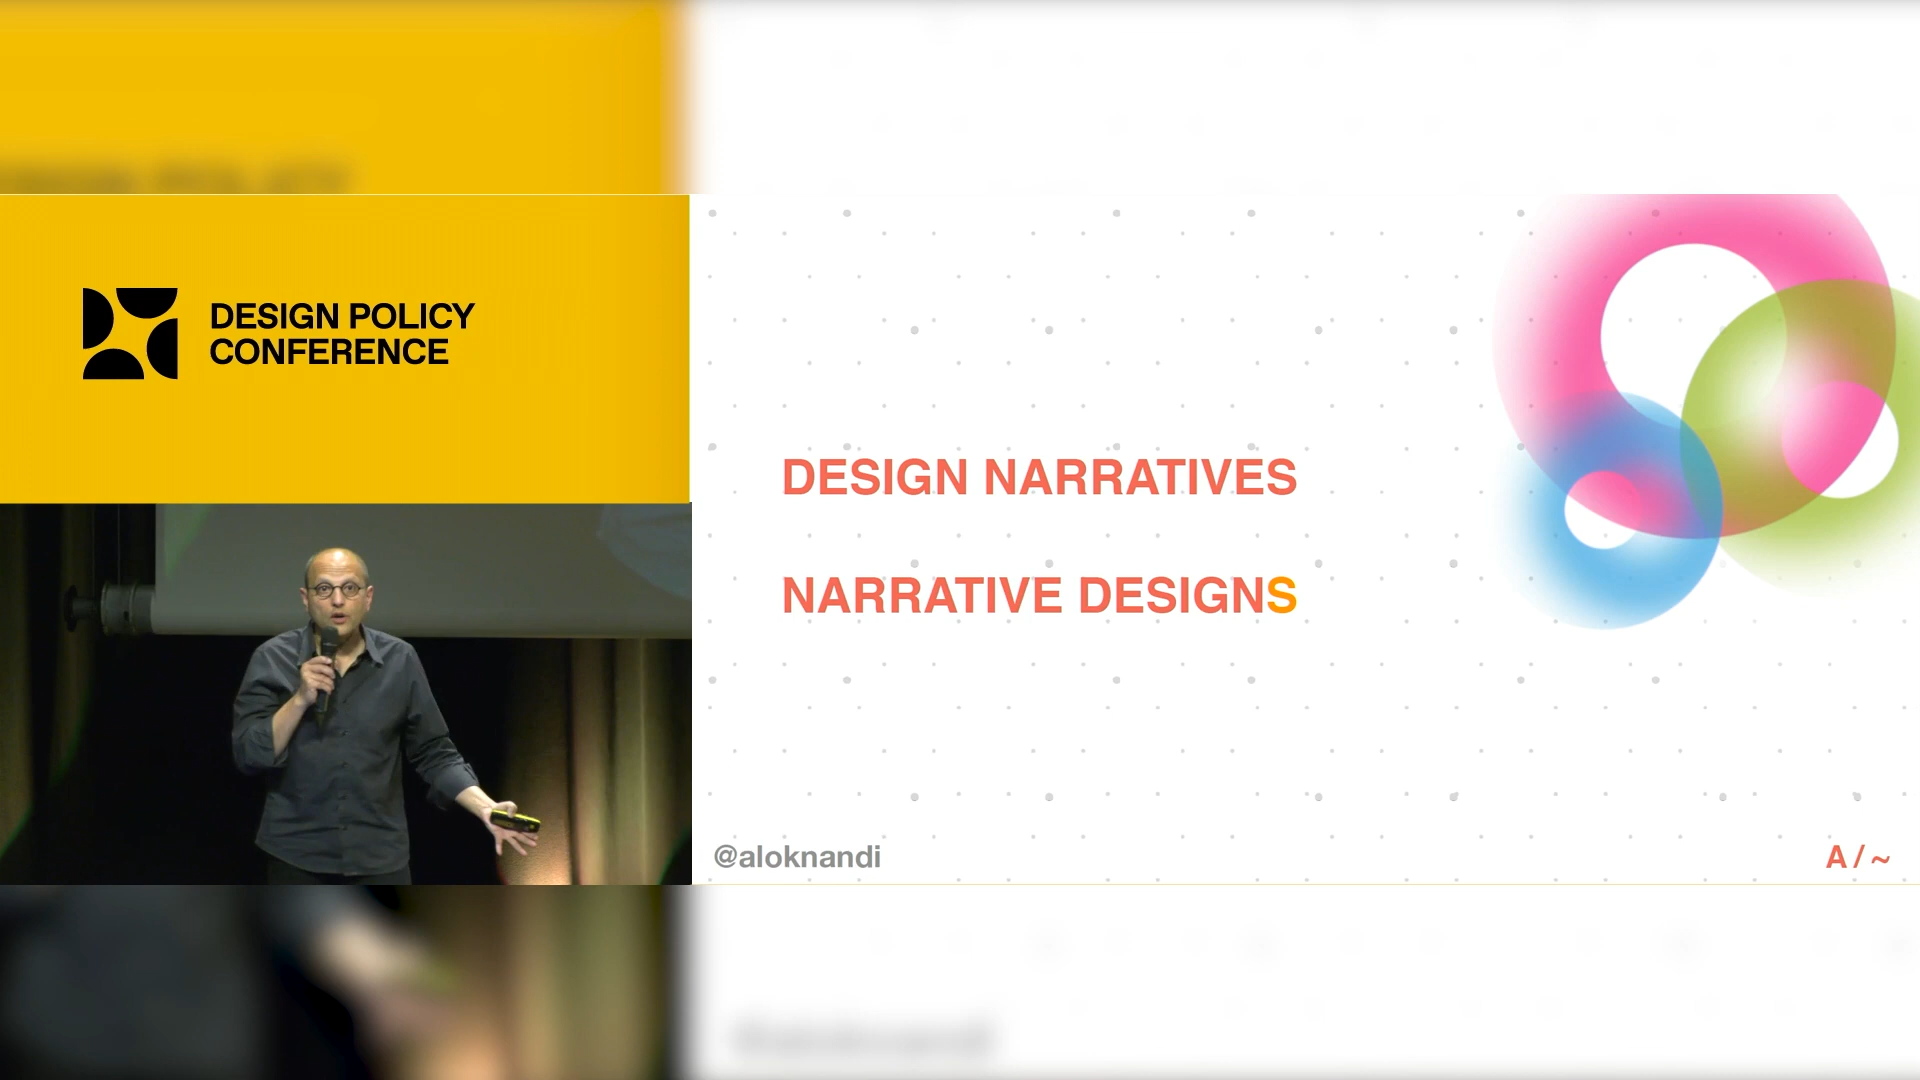 DESIGN POLICY
CONFERENCE
DESIGN NARRATIVES
NARRATIVE DESIGNS
@aloknandi
A / ~